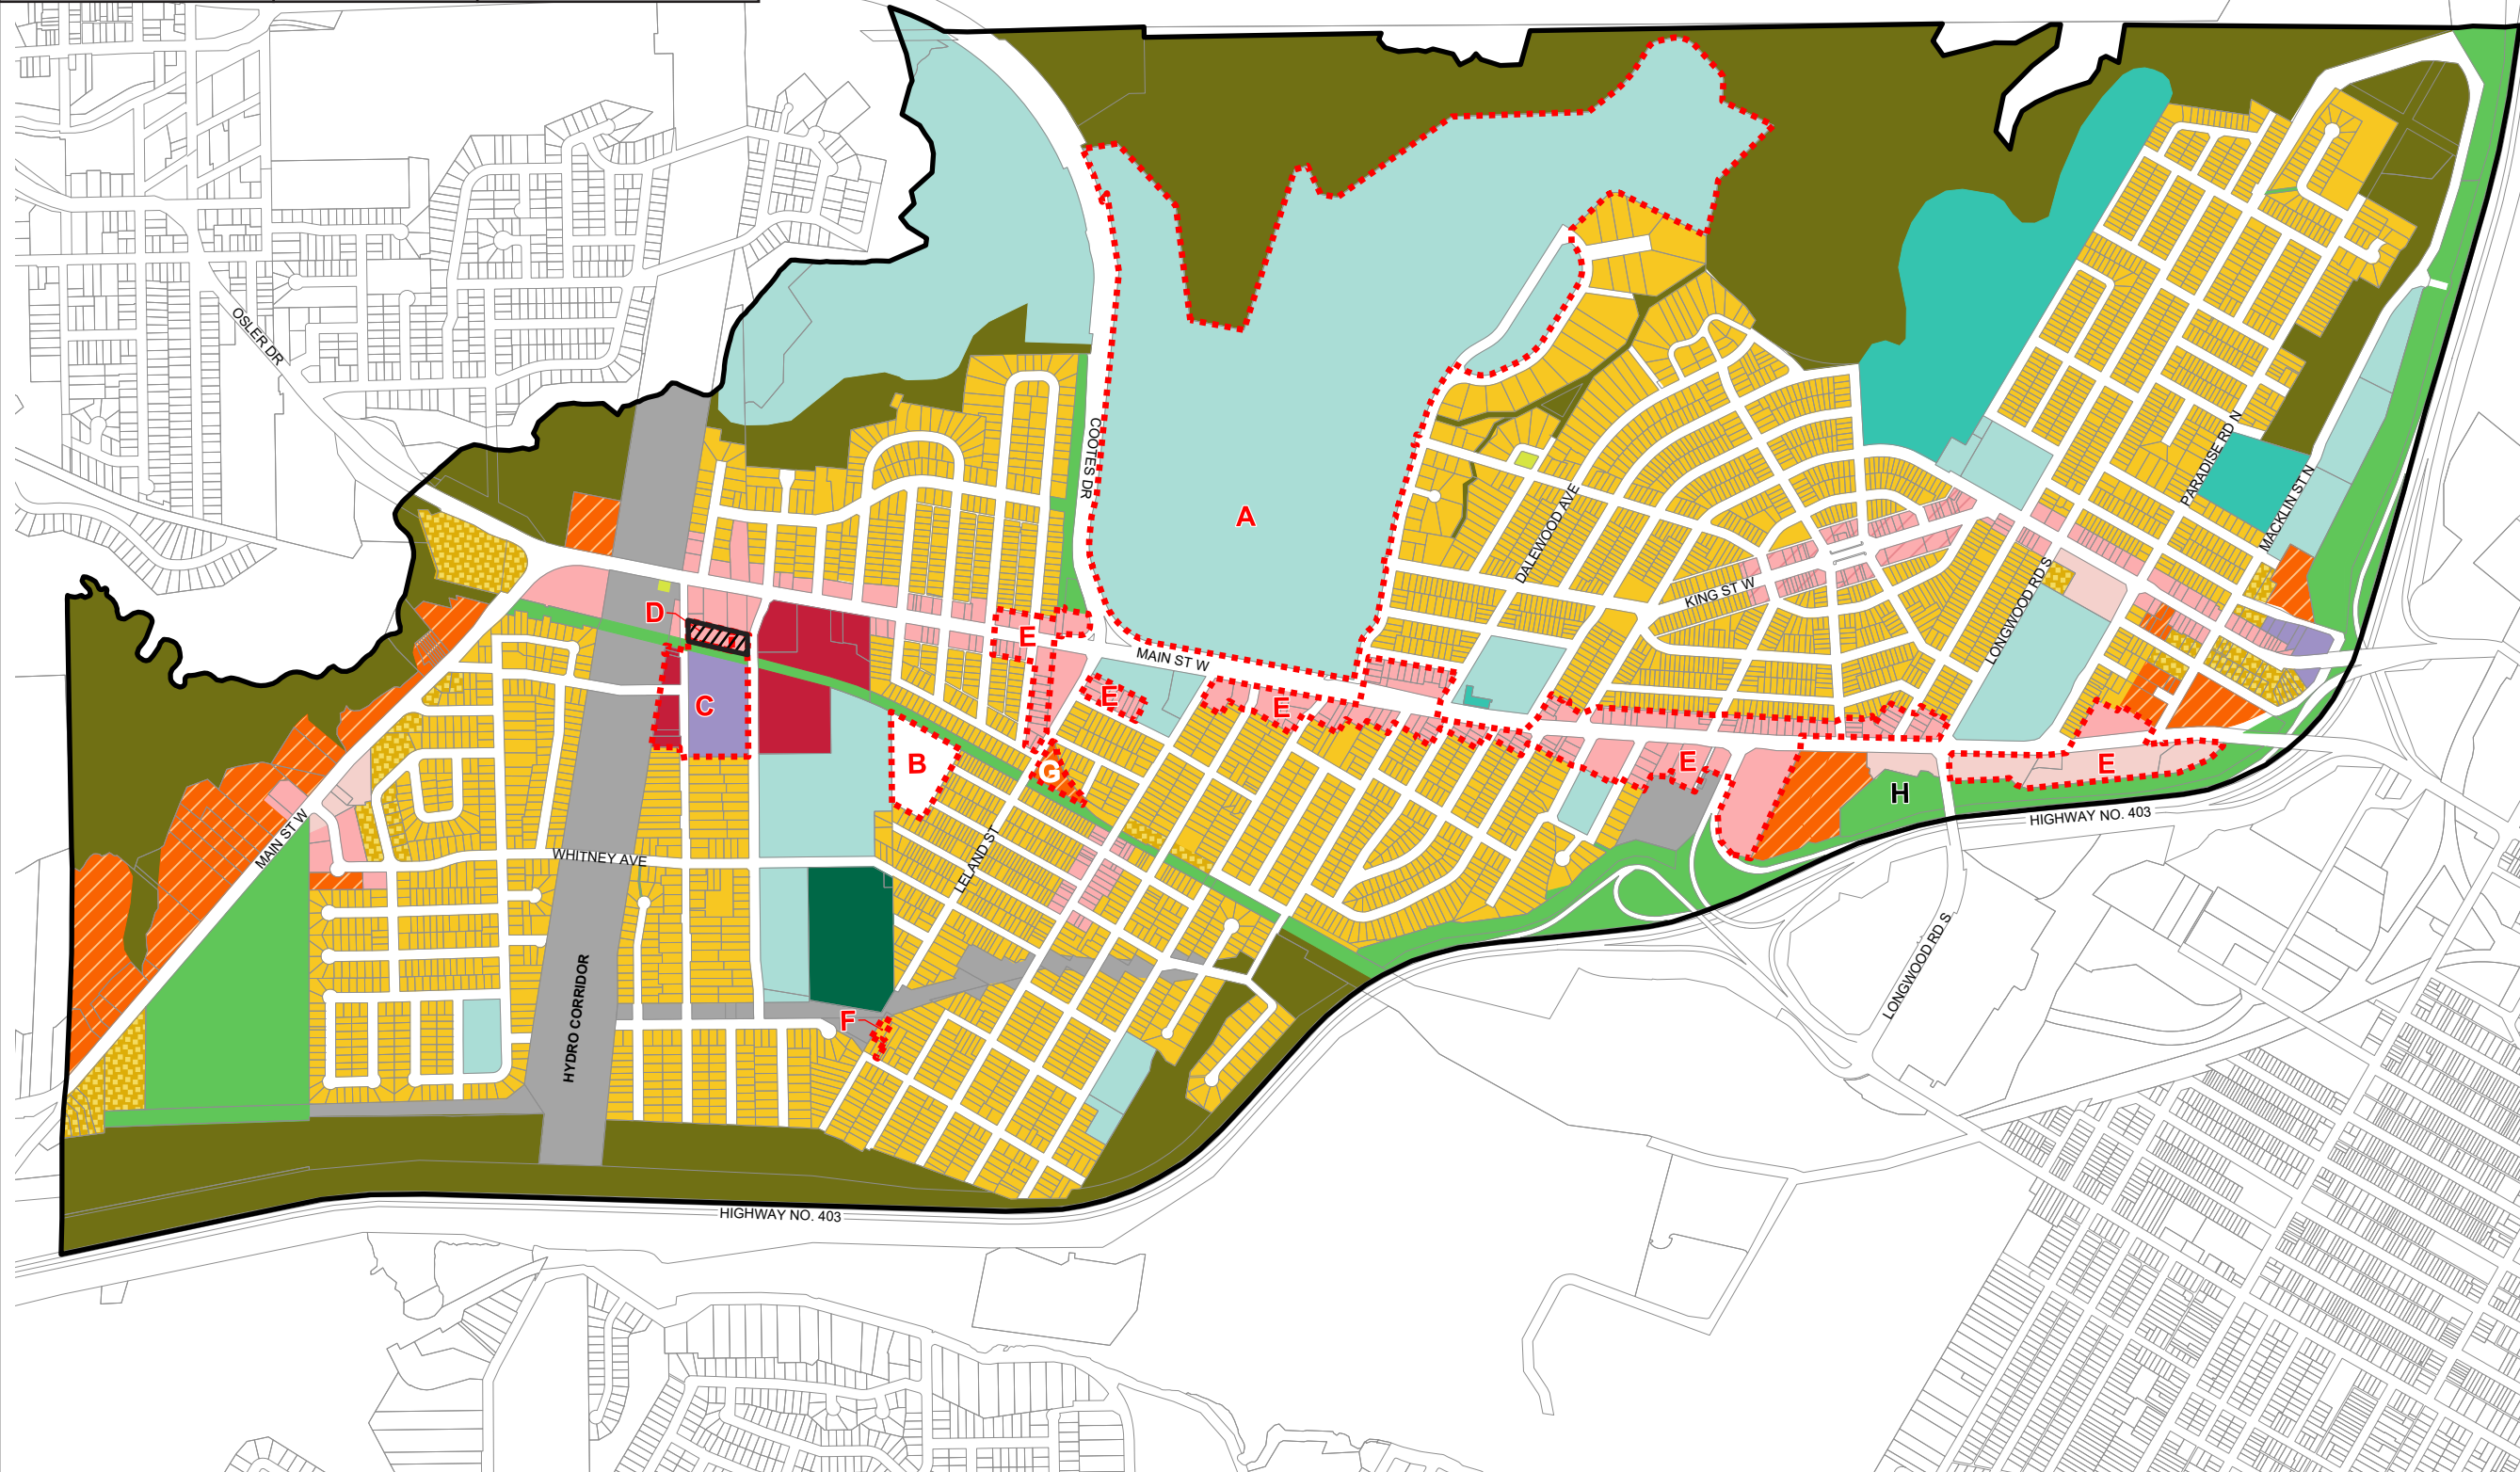 OSLER DR
COOTES DR
A
DALEWOOD AVE
PARADISE RD N
MACKLIN ST N
KING ST W
LONGWOOD RD S
D
E
MAIN ST W
E
E
C
B
G
E
E
H
HIGHWAY NO. 403
MAIN ST W
WHITNEY AVE
LELAND ST
LONGWOOD RD S
F
HYDRO CORRIDOR
HIGHWAY NO. 403